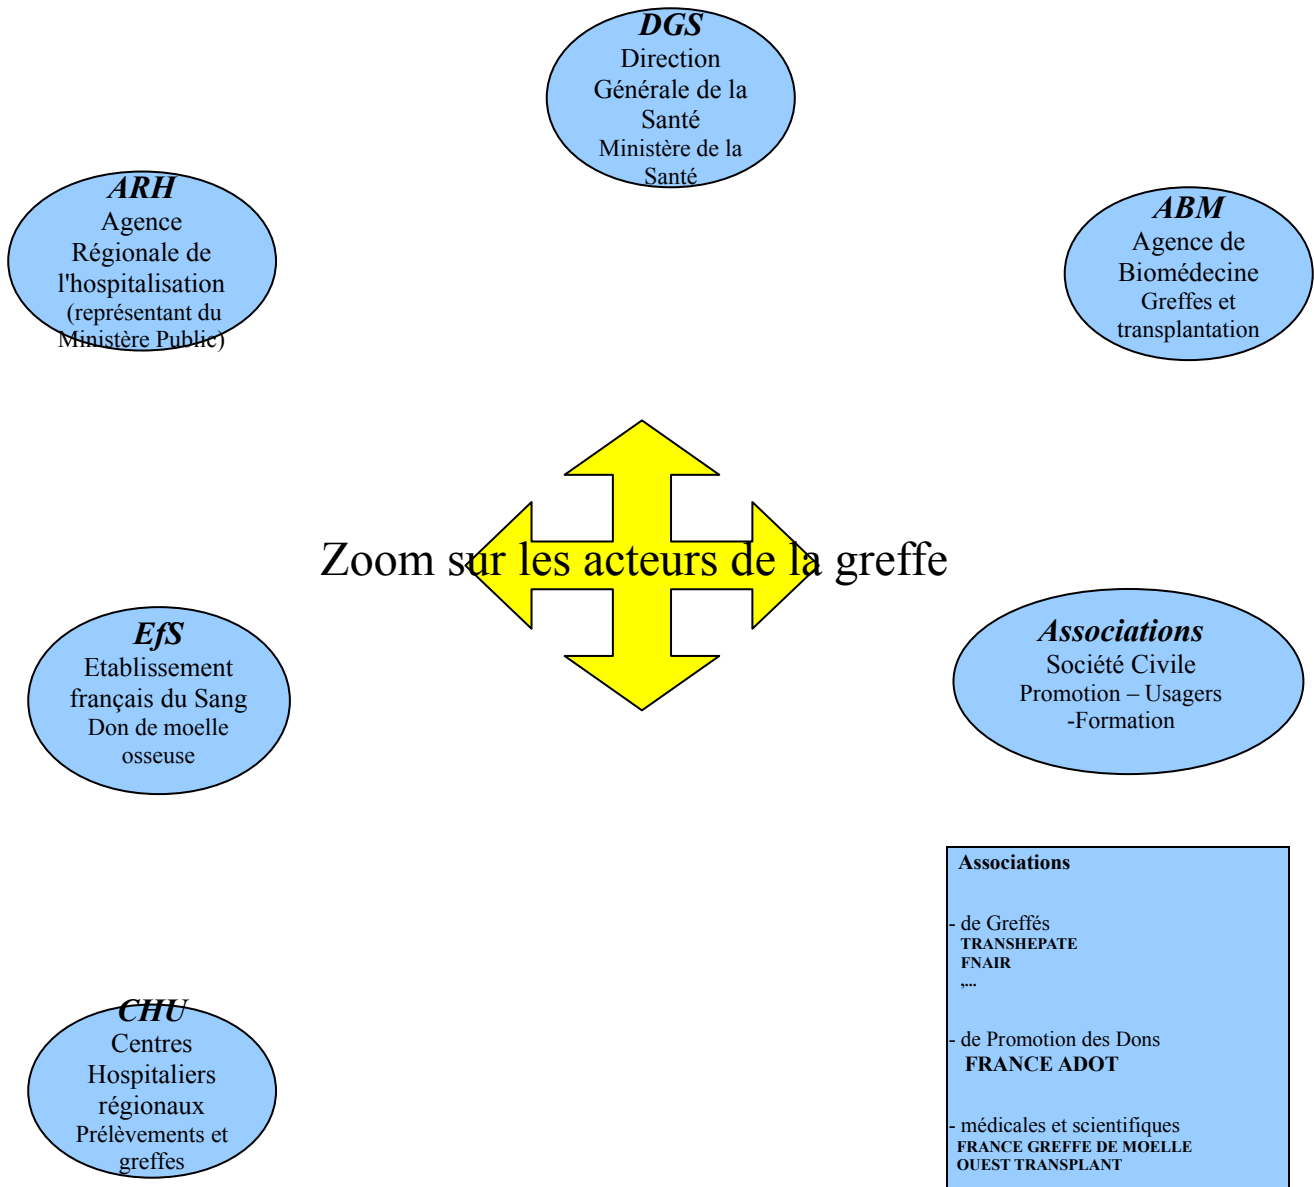 DGS
Direction
Générale de la
Santé
Ministère de la
Santé
ARH
Agence
Régionale de
l'hospitalisation
(représentant du
Ministère Public)
ABM
Agence de
Biomédecine
Greffes et
transplantation
Zoom sur les acteurs de la greffe
EfS
Etablissement
français du Sang
Don de moelle
osseuse
Associations
Société Civile
Promotion – Usagers
-Formation
CHU
Centres
Hospitaliers
régionaux
Prélèvements et
greffes
Associations
- de Greffés
TRANSHEPATE
FNAIR
,...
- de Promotion des Dons
FRANCE ADOT
- médicales et scientifiques
FRANCE GREFFE DE MOELLE
OUEST TRANSPLANT